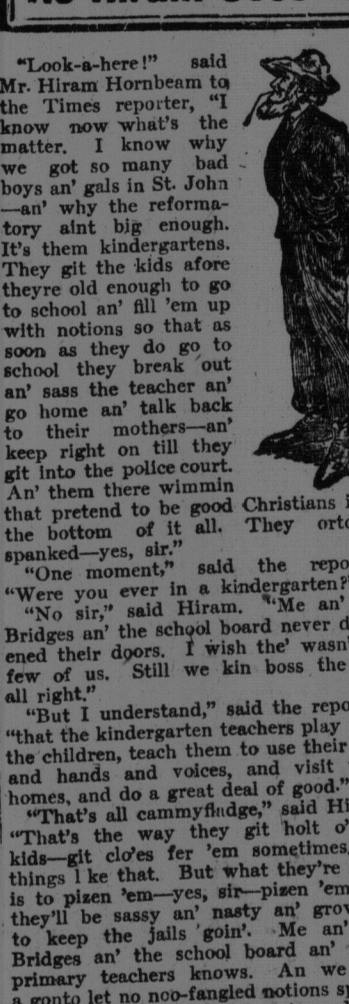 "Look-a-here!" said
Mr. Hiram Hornbeam to
the Times reporter, "I
know now what's the
matter. I know why
we got so many bad
boys an' gals in St. John
—an' why the reforma-
tory aint big enough.
It's them kindergartens.
They git the kids afore
theyre old enough to go
to school an' fill 'em up
with notions so that as
soon as they do go to
school they break out
an' sass the teacher an'
go home an' talk back
to their mothers—an'
keep right on till they
git into the police court.
An' them there wimmin
that pretend to be good Christians
the bottom of it all. They
spanked—yes, sir."
"One moment," said the
"Were you ever in a kindergarten?
"No sir," said Hiram. "Me an'
Bridges an' the school board never
ened their doors. I wish the'
few of us. Still we kin boss the
all right."
"But I understand," said the
"that the kindergarten teachers play
the children, teach them to use their
and hands and voices, and visit
homes, and do a great deal of good."
"That's all cammyfludge," said
"That's the way they git holt
kids—git clo'es fer 'em sometimes,
things l ke that. But what they're
is to pizen 'em—yes, sir—pizen 'em
they'll be sassy an' nasty an'
to keep the jails goin'. Me an'
Bridges an' the school board an'
primary teachers knows. An we
a gonto let no noo-fangled notions